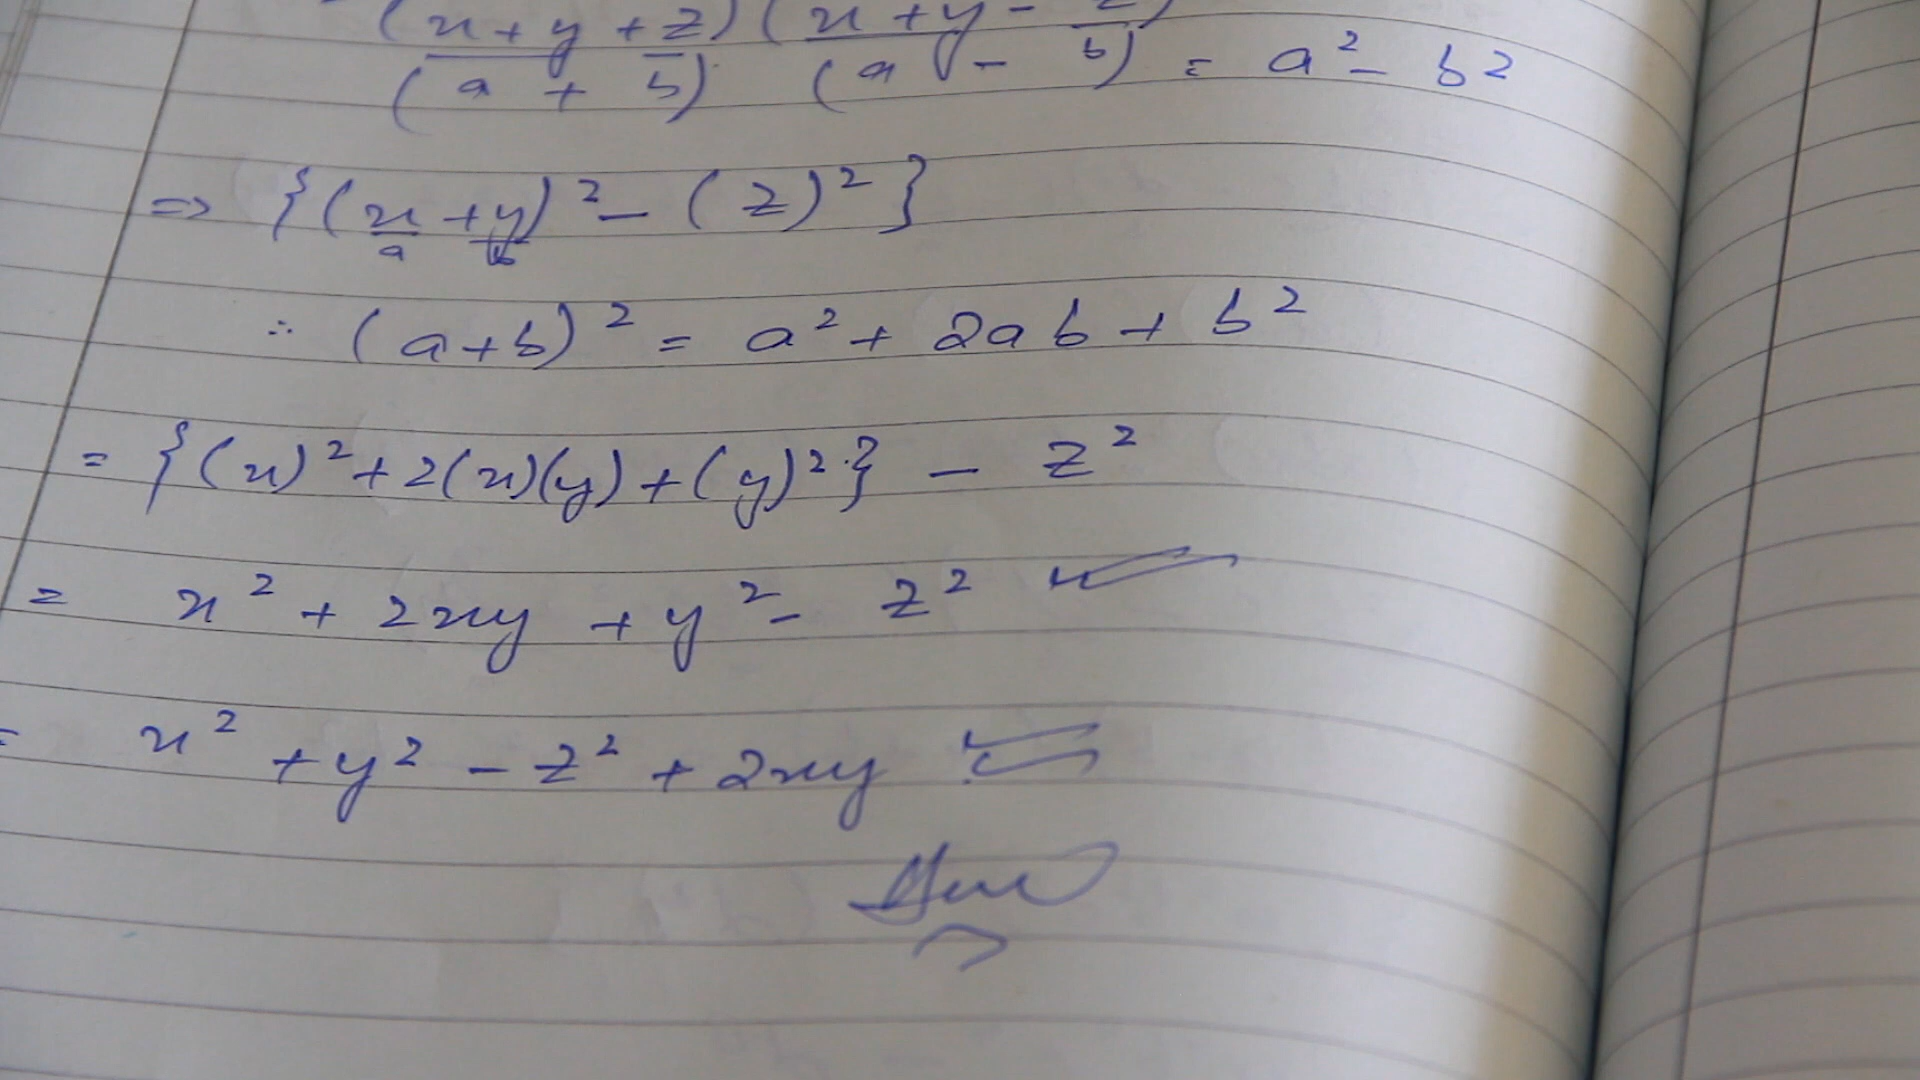 (x+y+z)(x+y-z)
(a + b) (a - b) = a² - b²
⇒ {(x+y)² - (z)²}
a b
∴ (a+b)² = a² + 2ab + b²
= {(x)² + 2(x)(y) + (y)²} - z²
= x² + 2xy + y² - z²
= x² + y² - z² + 2xy
Ans